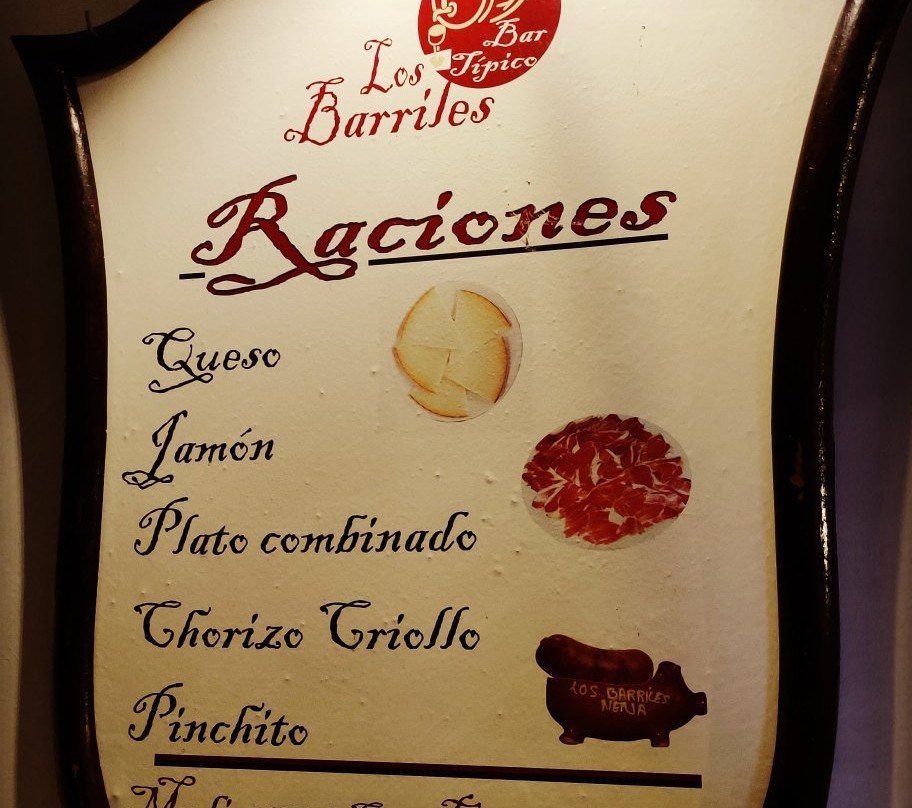 Bar
Típico
Los
Barriles
Raciones
Queso
Jamón
Plato combinado
Chorizo Criollo
Pinchito
LOS BARRILES
NERJA